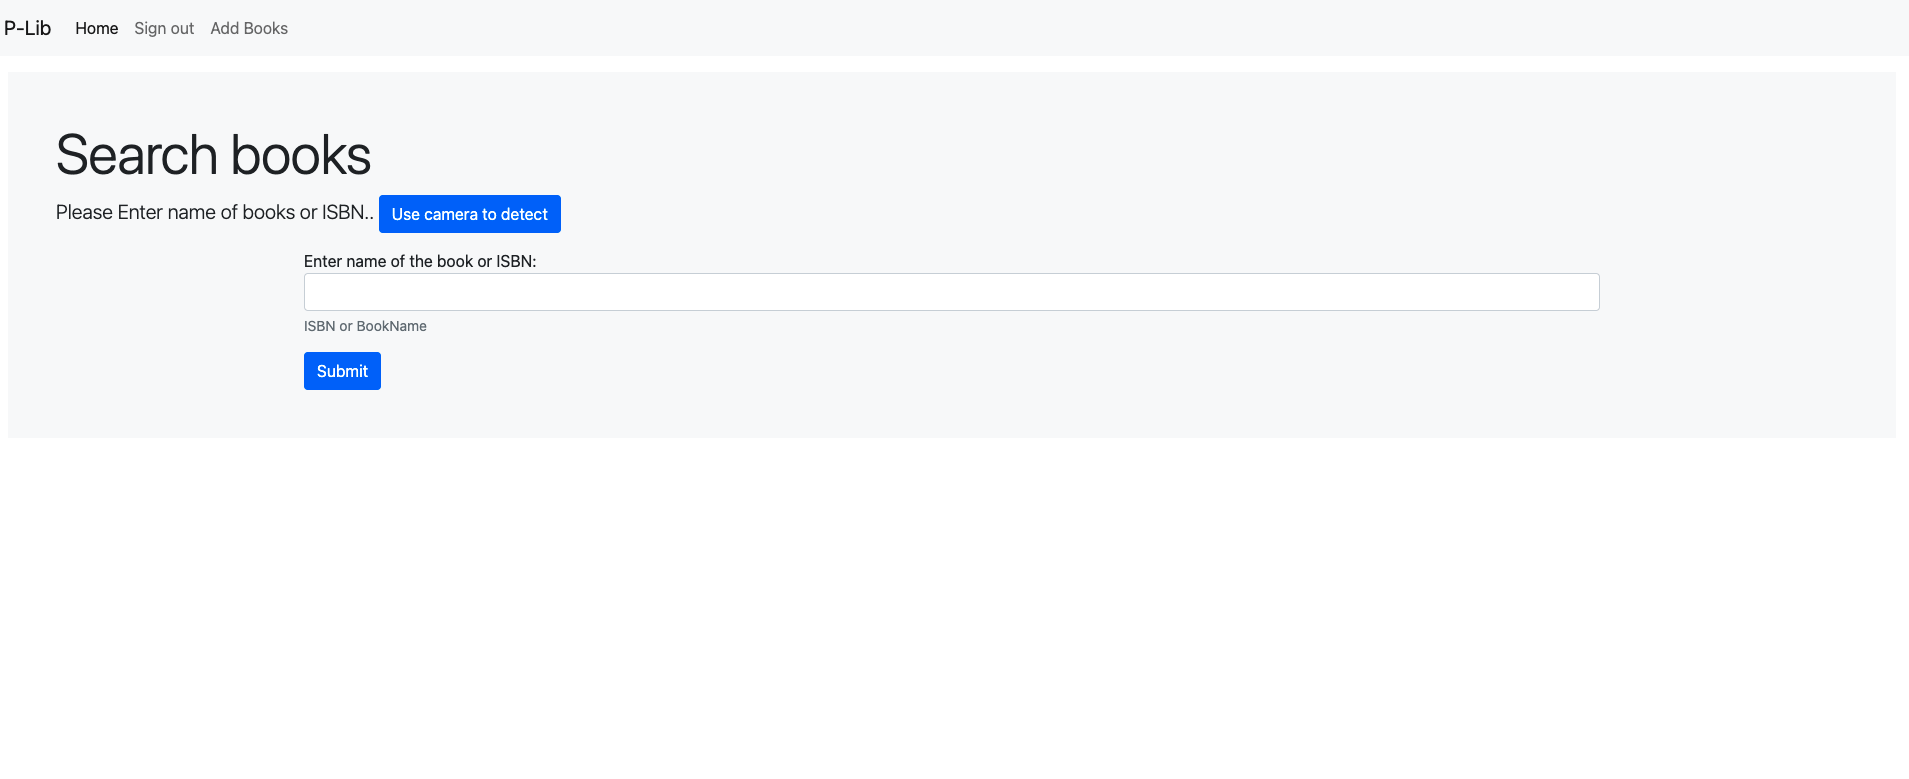 P-Lib Home Sign out Add Books
Search books
Please Enter name of books or ISBN.. Use camera to detect
Enter name of the book or ISBN:
ISBN or BookName
Submit